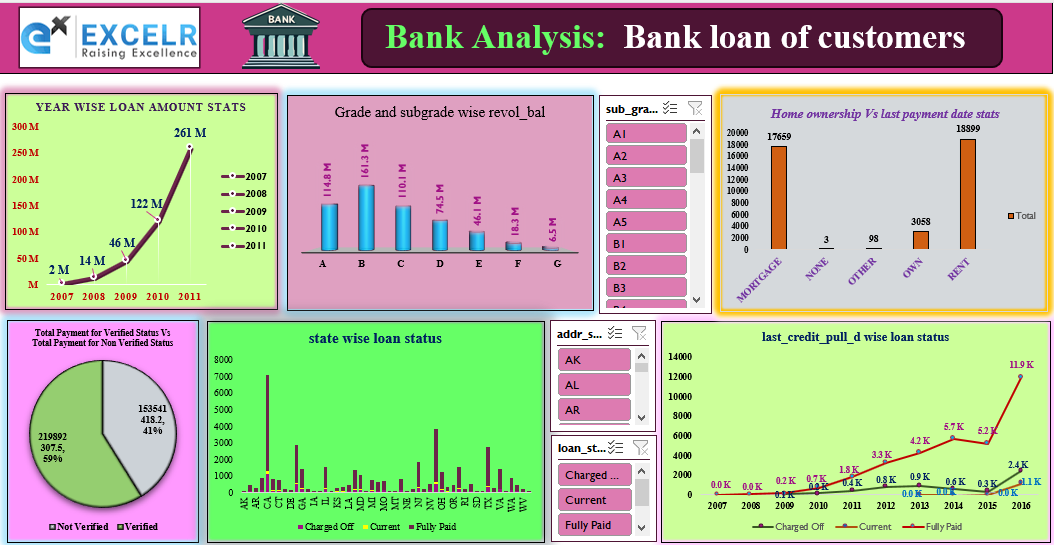 eX EXCELR
Raising Excellence
BANK
Bank Analysis: Bank loan of customers
YEAR WISE LOAN AMOUNT STATS
300 M
250 M
200 M
150 M
100 M
50 M
M
2 M
14 M
46 M
122 M
261 M
2007 2008 2009 2010 2011
2007
2008
2009
2010
2011
Grade and subgrade wise revol_bal
114.8 M
161.3 M
110.1 M
74.5 M
46.1 M
18.3 M
6.5 M
A B C D E F G
sub_gra...
A1
A2
A3
A4
A5
B1
B2
B3
Home ownership Vs last payment date stats
20000
18000
16000
14000
12000
10000
8000
6000
4000
2000
0
17659
3
98
3058
18899
MORTGAGE
NONE
OTHER
OWN
RENT
Total
Total Payment for Verified Status Vs
Total Payment for Non Verified Status
153541
418.2,
41%
219892
307.5,
59%
Not Verified Verified
state wise loan status
8000
7000
6000
5000
4000
3000
2000
1000
0
AK AR CA CT DE GA IA IL KS LA MD MI MO MT NE NJ NV OH OR RI SD TX VA WA WV
Charged Off Current Fully Paid
addr_s...
AK
AL
AR
loan_st...
Charged ...
Current
Fully Paid
last_credit_pull_d wise loan status
14000
12000
10000
8000
6000
4000
2000
0
0.0 K 0.0 K 0.2 K 0.7 K 1.8 K 3.3 K 4.2 K 5.7 K 5.2 K 11.9 K
0.1 K 0.4 K 0.8 K 0.9 K 0.6 K 0.3 K 2.4 K
0.0 K 0.0 K 1.1 K
2007 2008 2009 2010 2011 2012 2013 2014 2015 2016
Charged Off Current Fully Paid